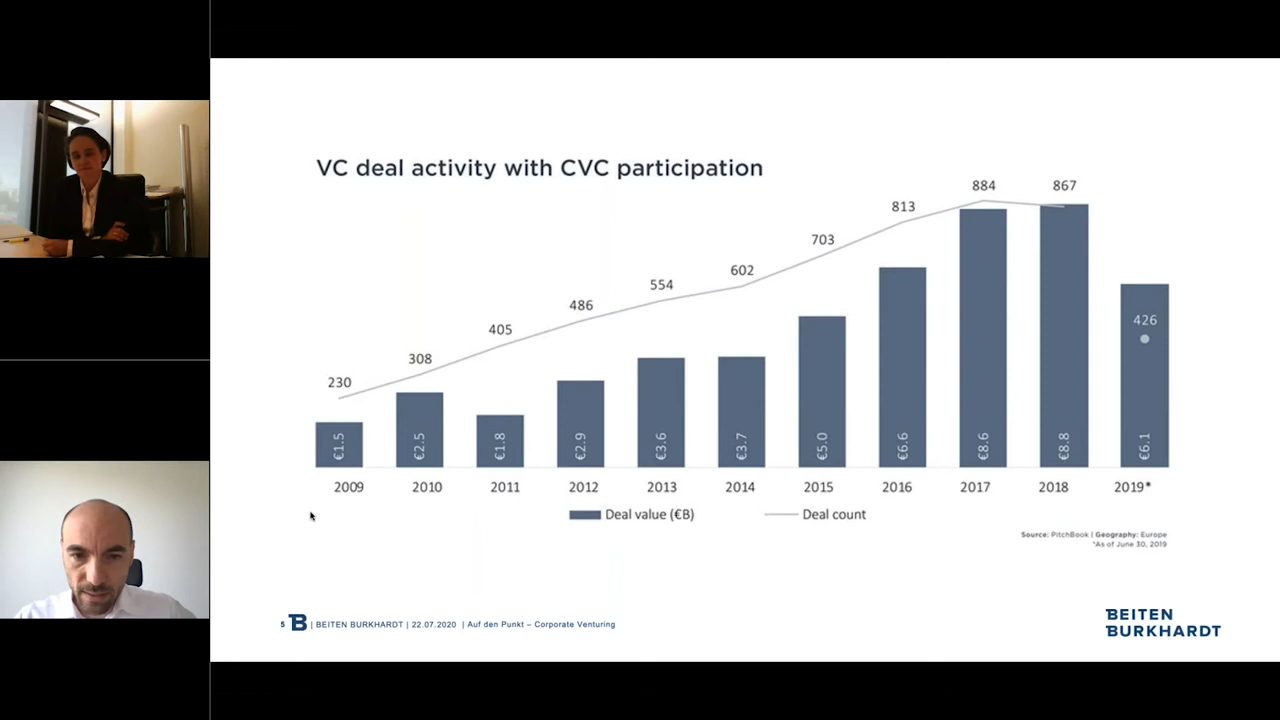 VC deal activity with CVC participation
230
308
405
486
554
602
703
813
884
867
426
€1.5
€2.5
€1.8
€2.9
€3.6
€3.7
€5.0
€6.6
€8.6
€8.8
€6.1
2009 2010 2011 2012 2013 2014 2015 2016 2017 2018 2019*
Deal value (€B) Deal count
Source: PitchBook | Geography: Europe
*As of June 30, 2019
5 B | BEITEN BURKHARDT | 22.07.2020 | Auf den Punkt – Corporate Venturing
BEITEN
BURKHARDT